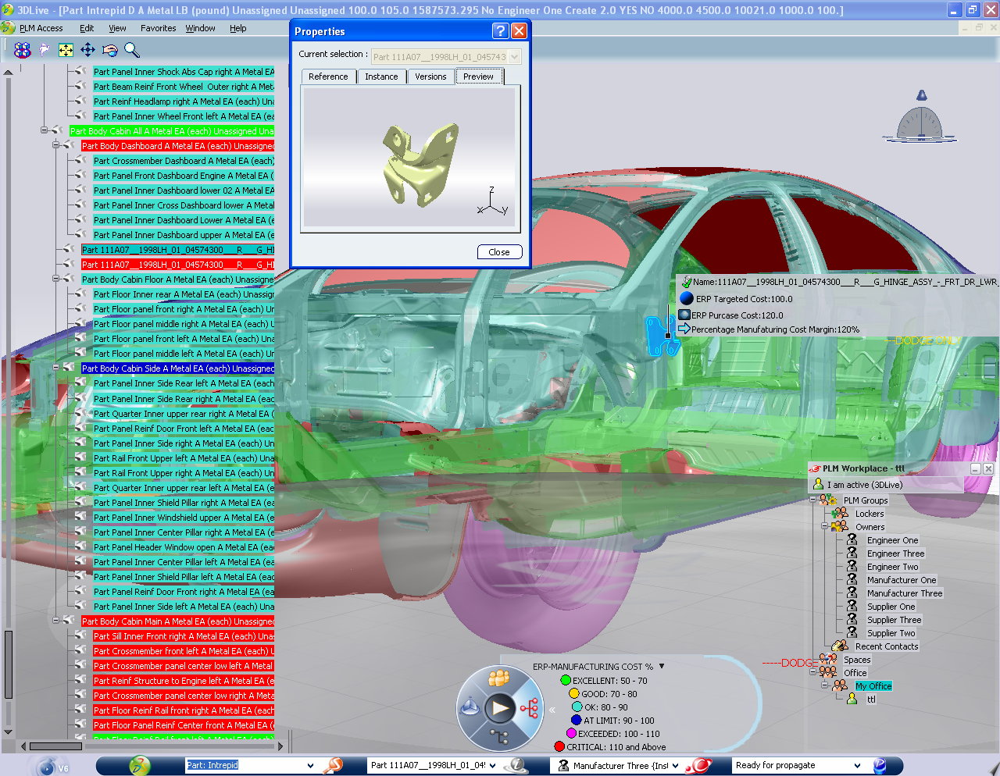 3DLive - [Part Intrepid D A Metal LB (pound) Unassigned Unassigned 100.0 105.0 1587573.295 No Engineer One Create 2.0 YES NO 4000.0 4500.0 10021.0 1000.0 100.]
PLM Access Edit View Favorites Window Help
Properties
Current selection :
Part 111A07__1998LH_01_045743
Reference Instance Versions Preview
z
x y
Close
Part Panel Inner Shock Abs Cap right A Metal EA
Part Beam Reinf Front Wheel Outer right A Met
Part Reinf Headlamp right A Metal EA (each) Una
Part Panel Inner Wheel Front left A Metal EA (e
Part Body Cabin All A Metal EA (each) Unassigned Una
Part Body Dashboard A Metal EA (each) Unassigned
Part Crossmember Dashboard A Metal EA (each)
Part Panel Front Dashboard Engine A Metal EA (
Part Panel Inner Dashboard lower 02 A Metal EA
Part Panel Inner Cross Dashboard lower A Metal
Part Panel Inner Dashboard Lower A Metal EA (e
Part Panel Inner Dashboard upper A Metal EA (e
Part 111A07__1998LH_01_04574300___R___G_HI
Part 111A07__1998LH_01_04574300___R___G_HI
Part Body Cabin Floor A Metal EA (each) Unassigne
Part Floor Inner rear A Metal EA (each) Unassigr
Part Floor panel front right A Metal EA (each) Un
Part Floor panel middle right A Metal EA (each) U
Part Floor panel front left A Metal EA (each) Un
Part Floor panel middle left A Metal EA (each) Un
Part Body Cabin Side A Metal EA (each) Unassigned
Part Panel Inner Side Rear left A Metal EA (each)
Part Panel Inner Side Rear right A Metal EA (each
Part Quarter Inner upper rear right A Metal EA (
Part Panel Reinf Door Front left A Metal EA (eac
Part Panel Inner Side right A Metal EA (each) Un
Part Rail Front Upper left A Metal EA (each) Una
Part Rail Front Upper right A Metal EA (each) Un
Part Quarter Inner upper rear left A Metal EA (e
Part Panel Inner Shield Pillar right A Metal EA (e
Part Panel Inner Windshield upper A Metal EA (e
Part Panel Inner Center Pillar right A Metal EA (e
Part Panel Header Window open A Metal EA (eac
Part Panel Inner Center Pillar left A Metal EA (ea
Part Panel Inner Shield Pillar left A Metal EA (eac
Part Panel Reinf Door Front right A Metal EA (ea
Part Panel Inner Side left A Metal EA (each) Una
Part Body Cabin Main A Metal EA (each) Unassigned
Part Sill Inner Front right A Metal EA (each) Unas
Part Crossmember front left A Metal EA (each) U
Part Crossmember panel center low left A Metal
Part Reinf Structure to Engine left A Metal EA (e
Part Crossmember panel center low right A Meta
Part Floor Reinf Rail front right A Metal EA (each)
Part Floor Panel Reinf Center front A Metal EA (e
Part Floor Reinf Rail front left A Metal EA (each)
Name:111A07__1998LH_01_04574300___R___G_HINGE_ASSY_-_FRT_DR_LWR_
ERP Targeted Cost:100.0
ERP Purcase Cost:120.0
Percentage Manufaturing Cost Margin:120%
---DODGE ONLY
PLM Workplace - ttl
I am active (3DLive)
PLM Groups
Lockers
Owners
Engineer One
Engineer Three
Engineer Two
Manufacturer One
Manufacturer Three
Supplier One
Supplier Three
Supplier Two
Recent Contacts
-----DODGE
Spaces
Office
My Office
ttl
ERP-MANUFACTURING COST %
EXCELLENT: 50 - 70
GOOD: 70 - 80
OK: 80 - 90
AT LIMIT: 90 - 100
EXCEEDED: 100 - 110
CRITICAL: 110 and Above
V6
Part: Intrepid
Part 111A07__1998LH_01_045
Manufacturer Three {Insl
Ready for propagate